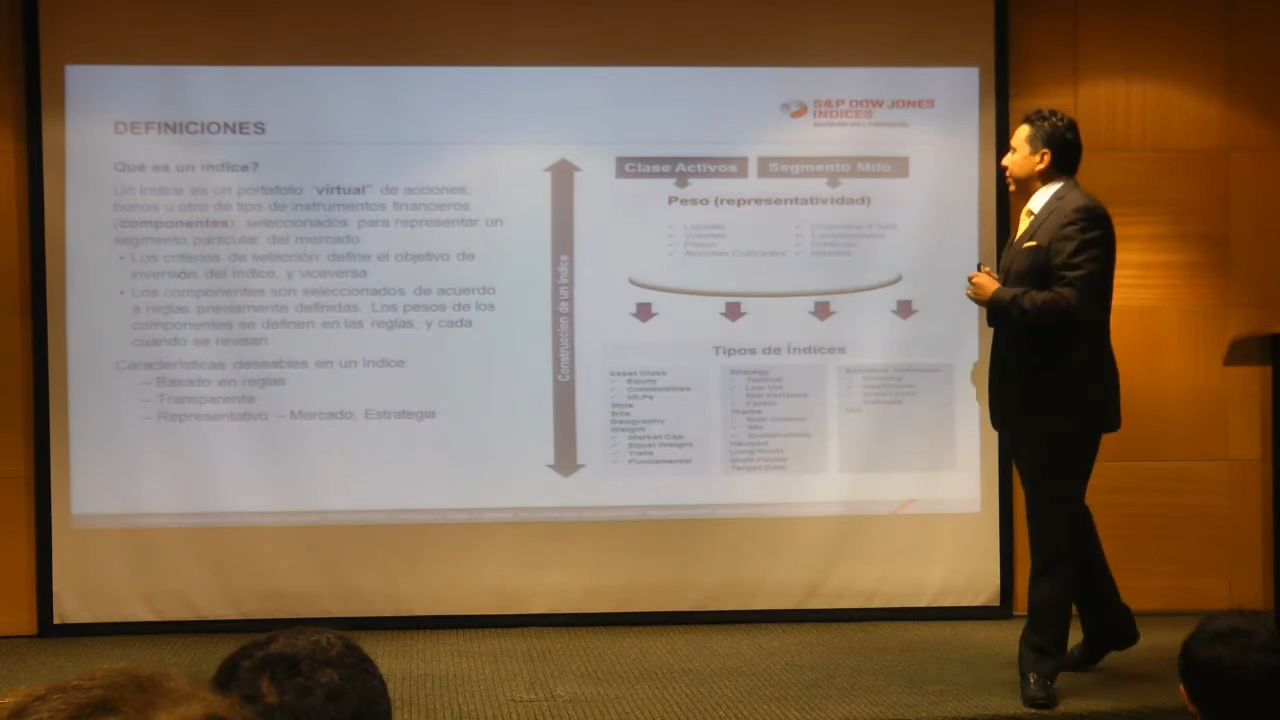 DEFINICIONES
S&P DOW JONES
INDICES
Qué es un indice?
Un índice es un portafolio "virtual" de acciones,
bonos u otro de tipo de instrumentos financieros
(componentes), seleccionados para representar un
segmento particular del mercado
• Los criterios de selección define el objetivo de
inversión del índice, y viceversa
• Los componentes son seleccionados de acuerdo
a reglas previamente definidas. Los pesos de los
componentes se definen en las reglas, y cada
cuando se revisan
Características deseables en un índice:
– Basado en reglas
– Transparente
– Representativo – Mercado, Estrategia
Construccion de un índice
Clase Activos
Segmento Mdo.
Peso (representatividad)
Tipos de Índices
Asset Class
Equity
Commodities
MLPs
Style
Size
Geography
Weight
Market Cap
Equal Weight
Yield
Fundamental
Strategy
Tactical
Low Vol
Min Variance
Factor
Theme
Risk Control
Sustainability
Hedged
Long/Short
Multi Factor
Target Date